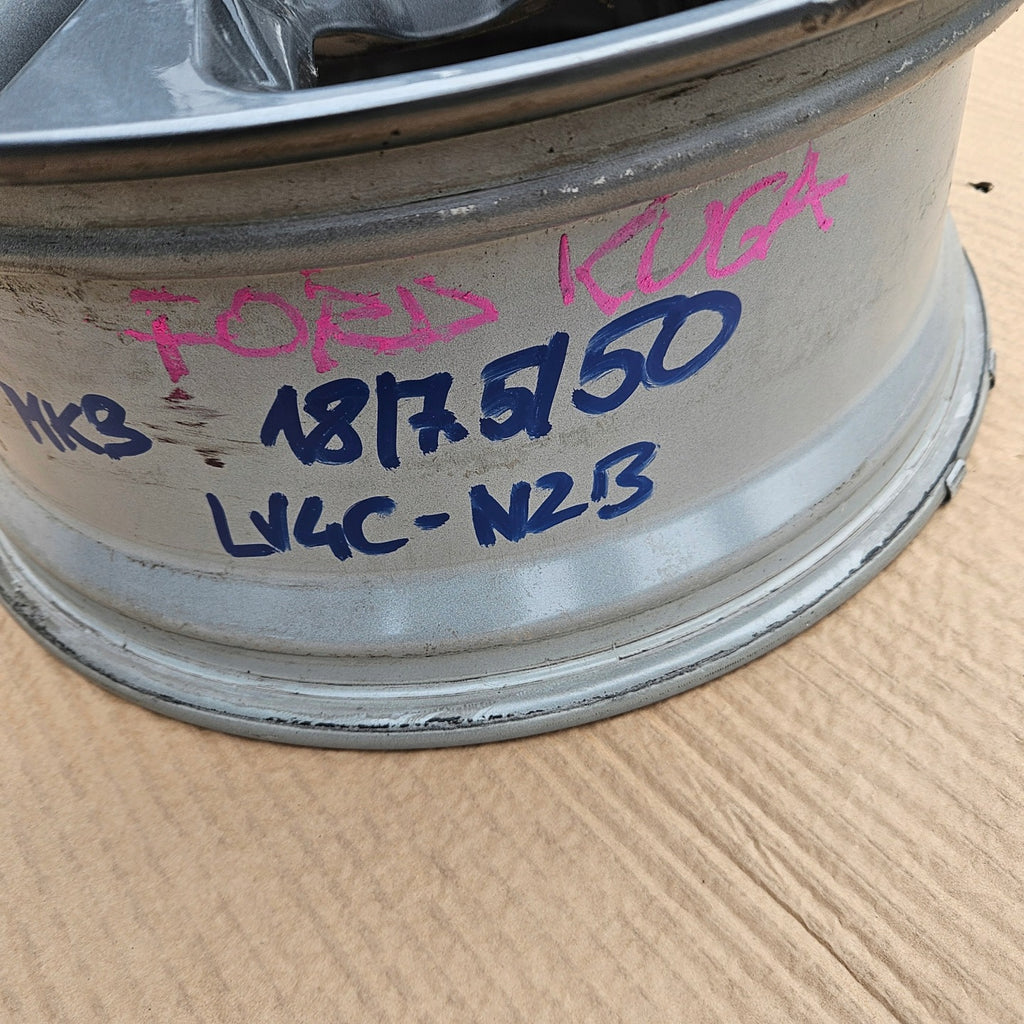 FORD KUGA
MK3 18/7.5/50
LV4C-N2B